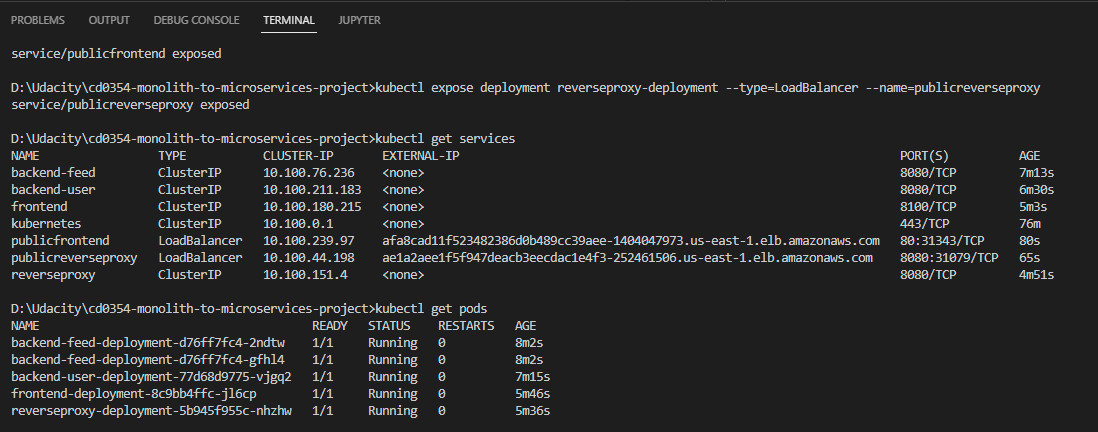 PROBLEMS OUTPUT DEBUG CONSOLE TERMINAL JUPYTER
service/publicfrontend exposed
D:\Udacity\cd0354-monolith-to-microservices-project>kubectl expose deployment reverseproxy-deployment --type=LoadBalancer --name=publicreverseproxy
service/publicreverseproxy exposed
D:\Udacity\cd0354-monolith-to-microservices-project>kubectl get services
NAME TYPE CLUSTER-IP EXTERNAL-IP PORT(S) AGE
backend-feed ClusterIP 10.100.76.236 <none> 8080/TCP 7m13s
backend-user ClusterIP 10.100.211.183 <none> 8080/TCP 6m30s
frontend ClusterIP 10.100.180.215 <none> 8100/TCP 5m3s
kubernetes ClusterIP 10.100.0.1 <none> 443/TCP 76m
publicfrontend LoadBalancer 10.100.239.97 afa8cad11f523482386d0b489cc39aee-1404047973.us-east-1.elb.amazonaws.com 80:31343/TCP 80s
publicreverseproxy LoadBalancer 10.100.44.198 ae1a2aee1f5f947deacb3eecdac1e4f3-252461506.us-east-1.elb.amazonaws.com 8080:31079/TCP 65s
reverseproxy ClusterIP 10.100.151.4 <none> 8080/TCP 4m51s
D:\Udacity\cd0354-monolith-to-microservices-project>kubectl get pods
NAME READY STATUS RESTARTS AGE
backend-feed-deployment-d76ff7fc4-2ndtw 1/1 Running 0 8m2s
backend-feed-deployment-d76ff7fc4-gfhl4 1/1 Running 0 8m2s
backend-user-deployment-77d68d9775-vjgq2 1/1 Running 0 7m15s
frontend-deployment-8c9bb4ffc-jl6cp 1/1 Running 0 5m46s
reverseproxy-deployment-5b945f955c-nhzhw 1/1 Running 0 5m36s